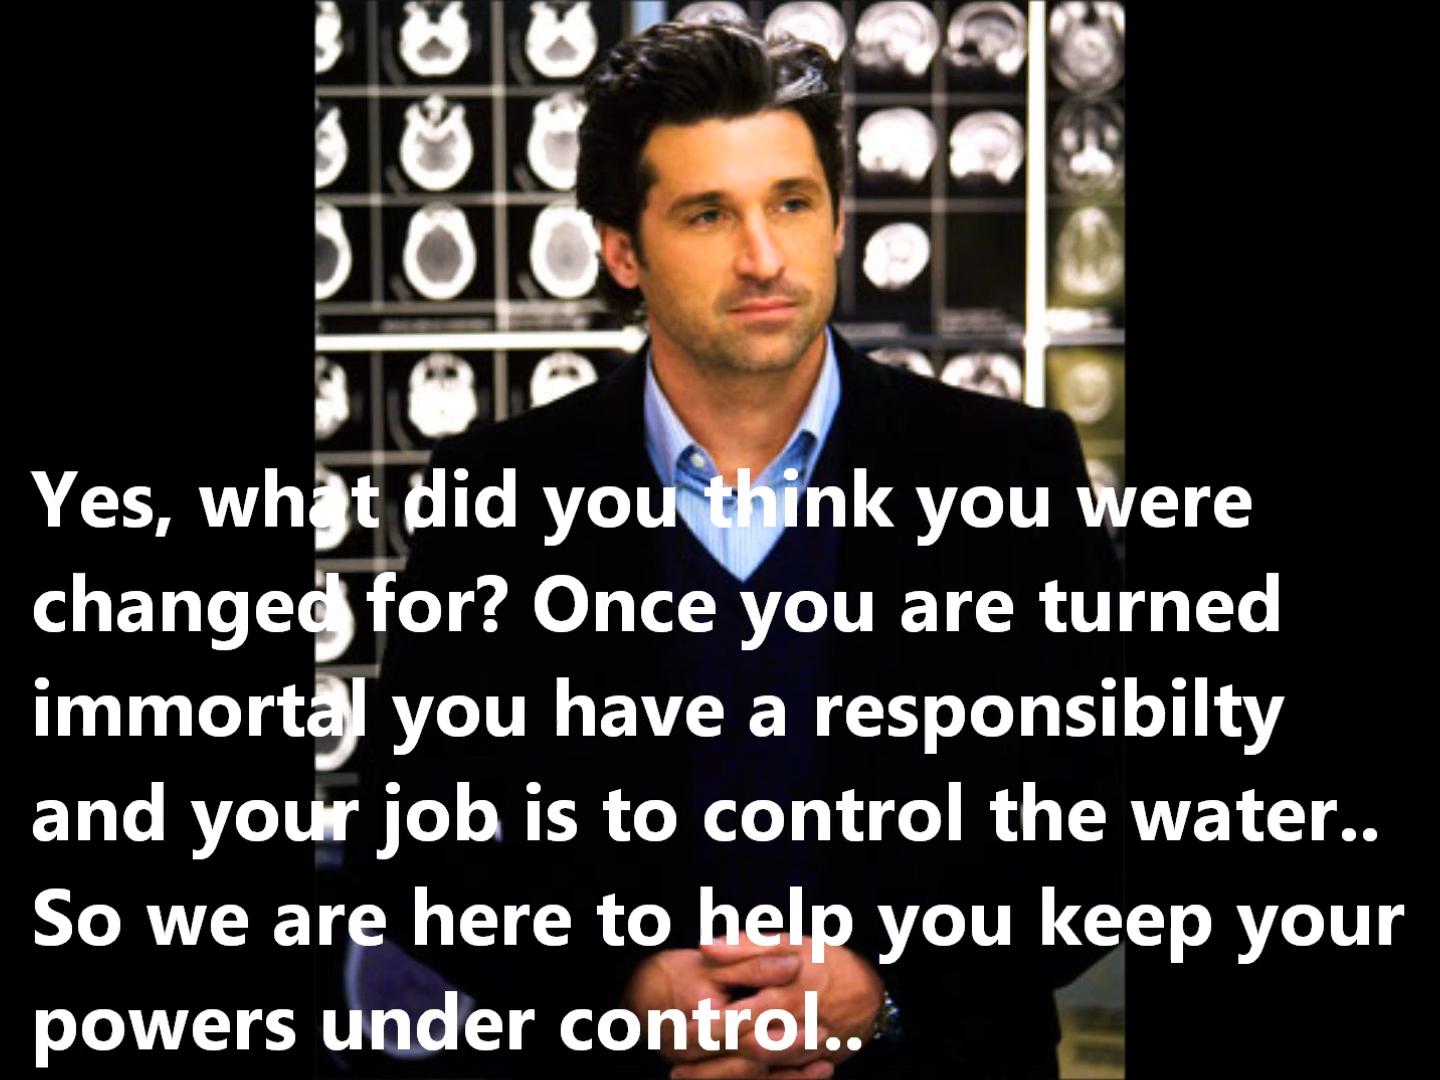 Yes, what did you think you were
changed for? Once you are turned
immortal you have a responsibilty
and your job is to control the water..
So we are here to help you keep your
powers under control..